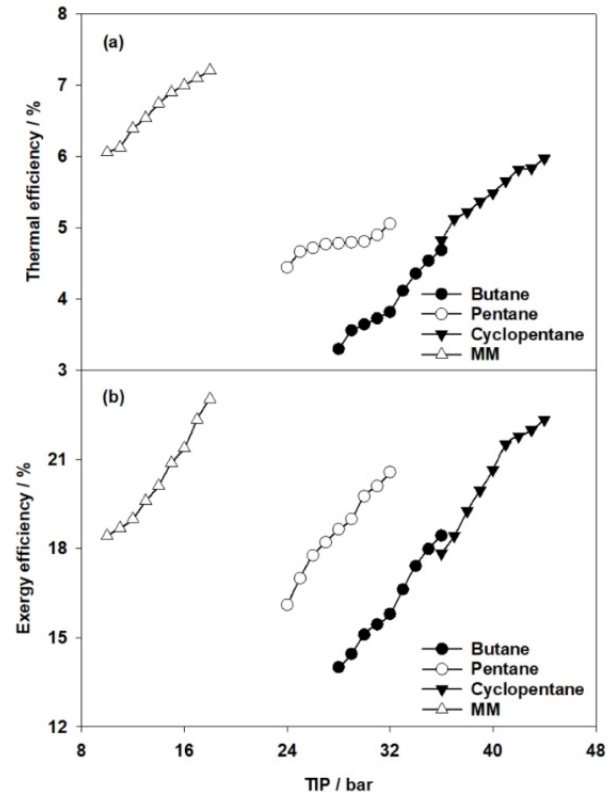 8
(a)
7
6
5
4
3
Thermal efficiency / %
Butane
Pentane
Cyclopentane
MM
(b)
21
18
15
12
Exergy efficiency / %
Butane
Pentane
Cyclopentane
MM
8 16 24 32 40 48
TIP / bar